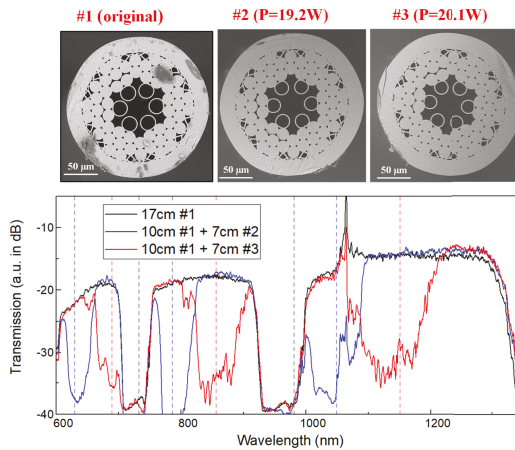 #1 (original)
#2 (P=19.2W)
#3 (P=20.1W)
50 µm
50 µm
50 µm
17cm #1
10cm #1 + 7cm #2
10cm #1 + 7cm #3
Transmission (a.u. in dB)
-10
-20
-30
-40
600
800
1000
1200
Wavelength (nm)